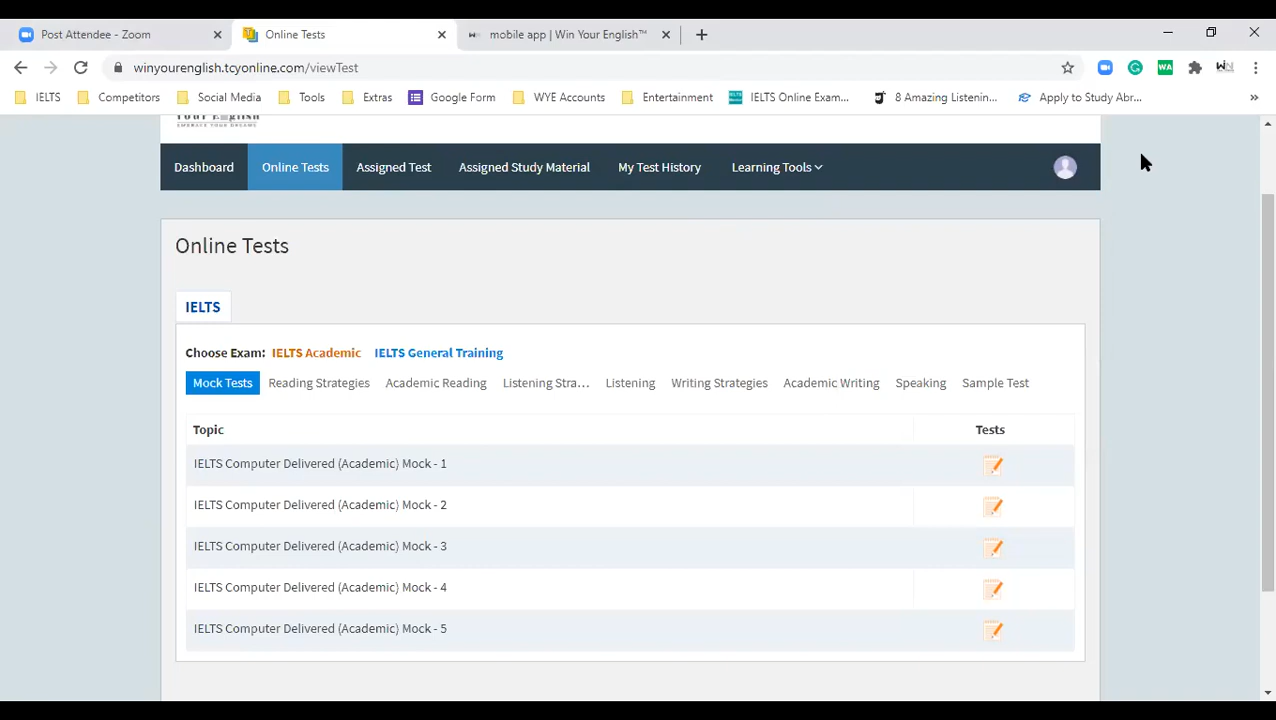 Post Attendee - Zoom
Online Tests
mobile app | Win Your English™
winyourenglish.tcyonline.com/viewTest
IELTS
Competitors
Social Media
Tools
Extras
Google Form
WYE Accounts
Entertainment
IELTS Online Exam...
8 Amazing Listenin...
Apply to Study Abr...
WA
Your English
Dashboard
Online Tests
Assigned Test
Assigned Study Material
My Test History
Learning Tools
Online Tests
IELTS
Choose Exam: IELTS Academic IELTS General Training
Mock Tests
Reading Strategies
Academic Reading
Listening Stra...
Listening
Writing Strategies
Academic Writing
Speaking
Sample Test
Topic
Tests
IELTS Computer Delivered (Academic) Mock - 1
IELTS Computer Delivered (Academic) Mock - 2
IELTS Computer Delivered (Academic) Mock - 3
IELTS Computer Delivered (Academic) Mock - 4
IELTS Computer Delivered (Academic) Mock - 5